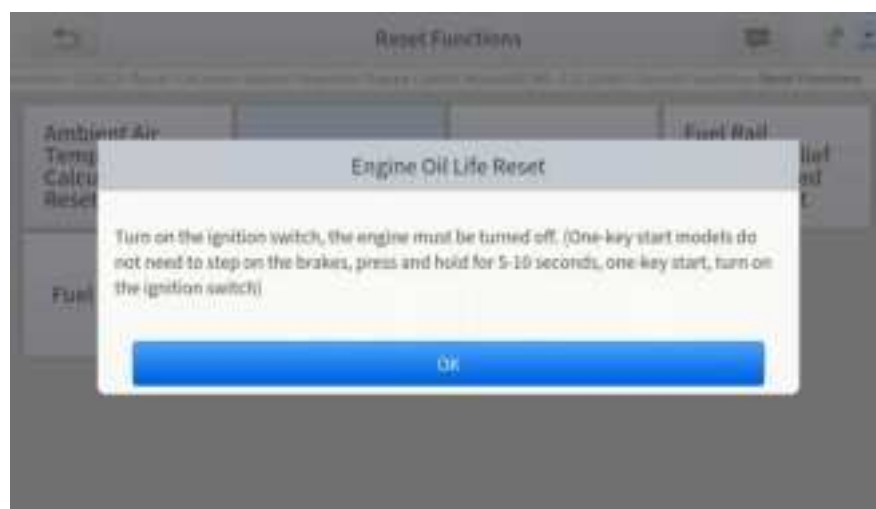 Reset Functions
Reset Functions
Ambient Air
Fuel Rail
Temp
Calcu
Reset
Engine Oil Life Reset
Turn on the ignition switch, the engine must be turned off. (One-key start models do
not need to step on the brakes, press and hold for 5-10 seconds, one-key start, turn on
the ignition switch)
Fuel
OK